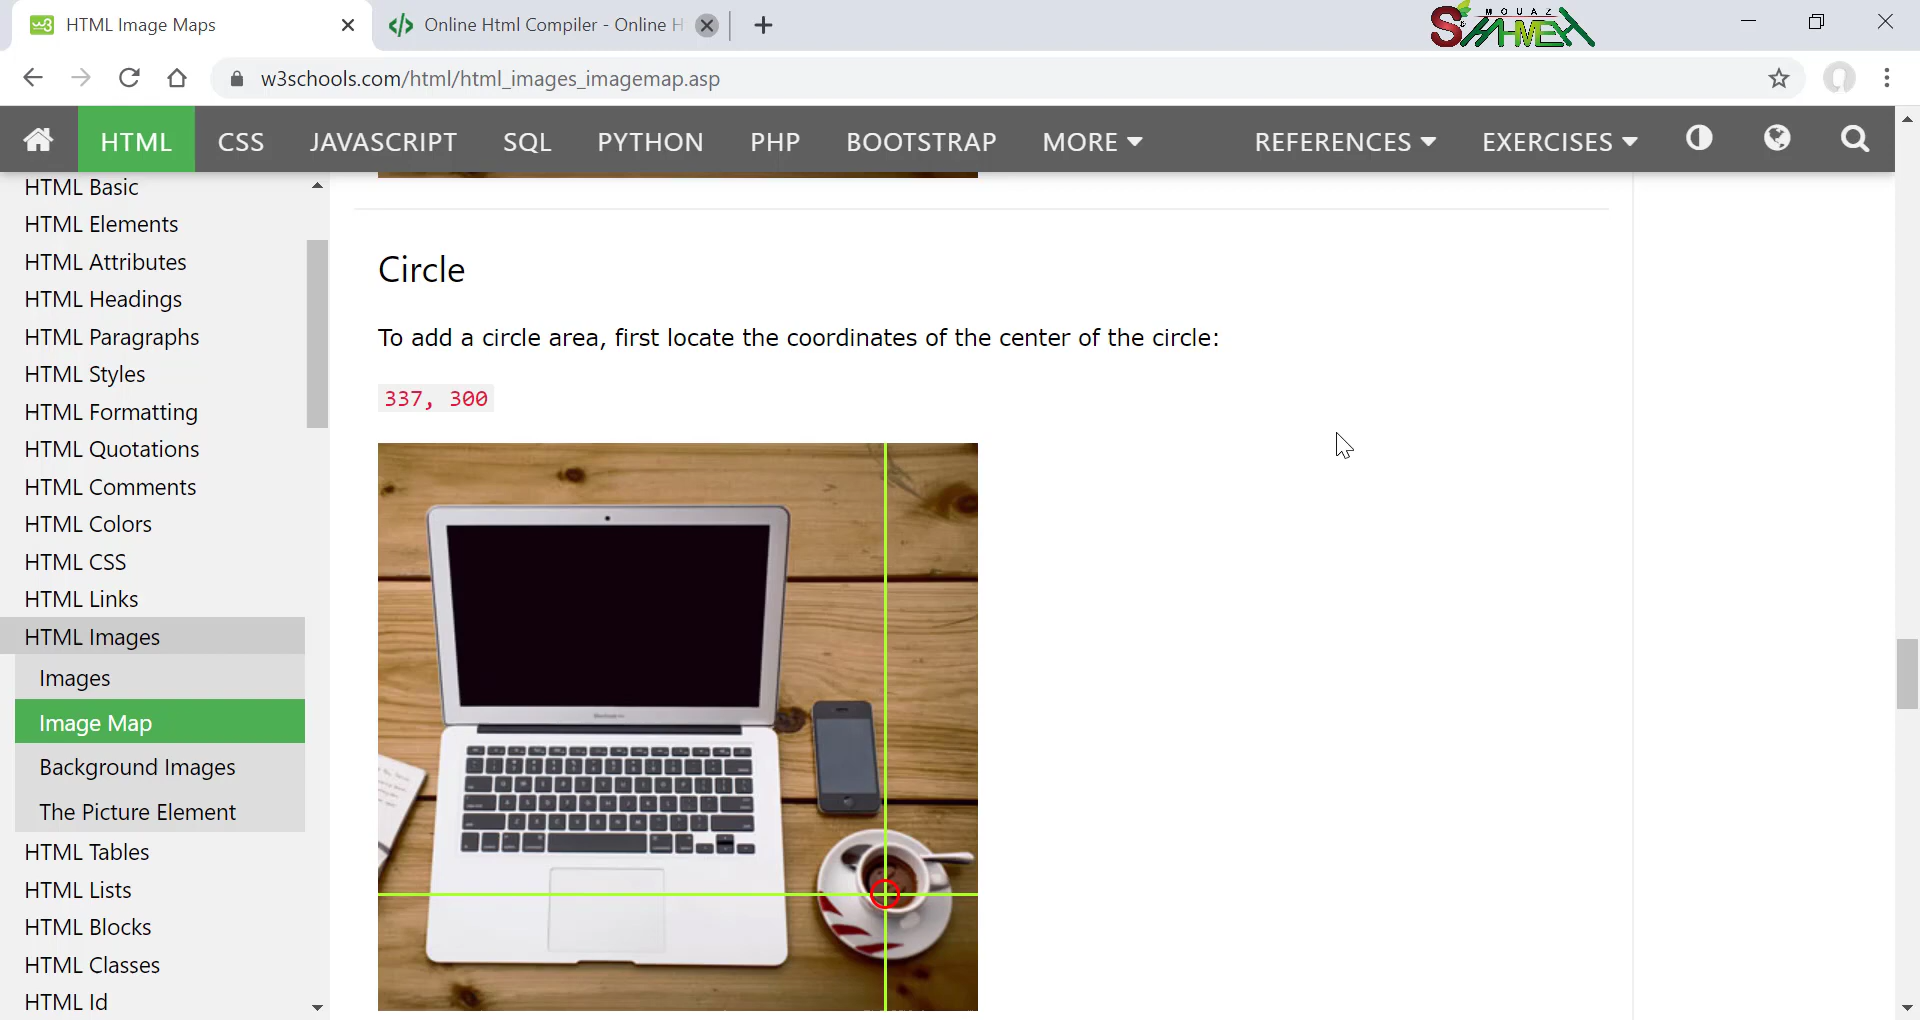 HTML Image Maps
Online Html Compiler - Online H
MOUAZ
w3schools.com/html/html_images_imagemap.asp
HTML
CSS
JAVASCRIPT
SQL
PYTHON
PHP
BOOTSTRAP
MORE
REFERENCES
EXERCISES
HTML Basic
HTML Elements
HTML Attributes
HTML Headings
HTML Paragraphs
HTML Styles
HTML Formatting
HTML Quotations
HTML Comments
HTML Colors
HTML CSS
HTML Links
HTML Images
Images
Image Map
Background Images
The Picture Element
HTML Tables
HTML Lists
HTML Blocks
HTML Classes
HTML Id
Circle
To add a circle area, first locate the coordinates of the center of the circle:
337, 300